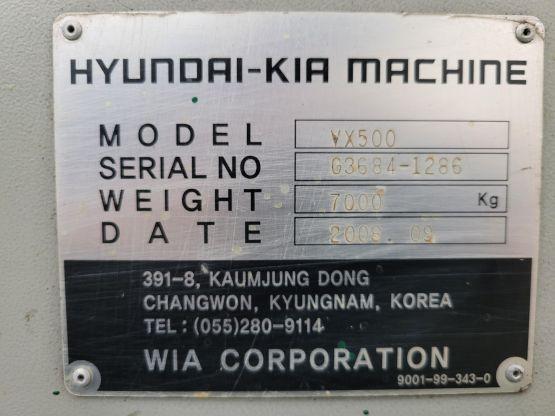 HYUNDAI-KIA MACHINE
MODEL VX500
SERIAL NO G3684-1286
WEIGHT 7000 Kg
DATE 2008. 09
391-8, KAUMJUNG DONG
CHANGWON, KYUNGNAM, KOREA
TEL : (055)280-9114
WIA CORPORATION
9001-99-343-0